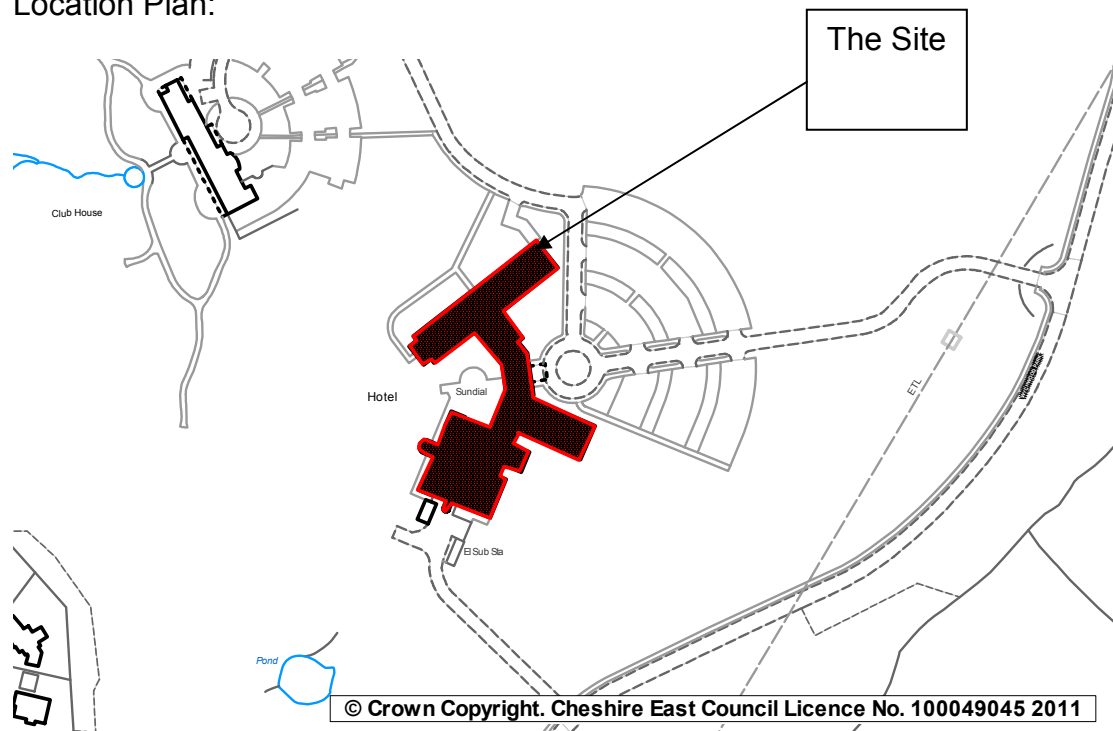 Location Plan:
The Site
Club House
Hotel
Sundial
ETL
El Sub Sta
Pond
© Crown Copyright. Cheshire East Council Licence No. 100049045 2011